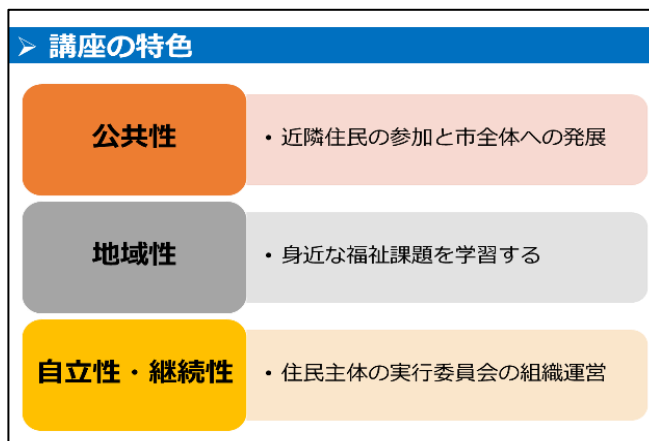 ➢ 講座の特色
公共性
・近隣住民の参加と市全体への発展
地域性
・身近な福祉課題を学習する
自立性・継続性
・住民主体の実行委員会の組織運営